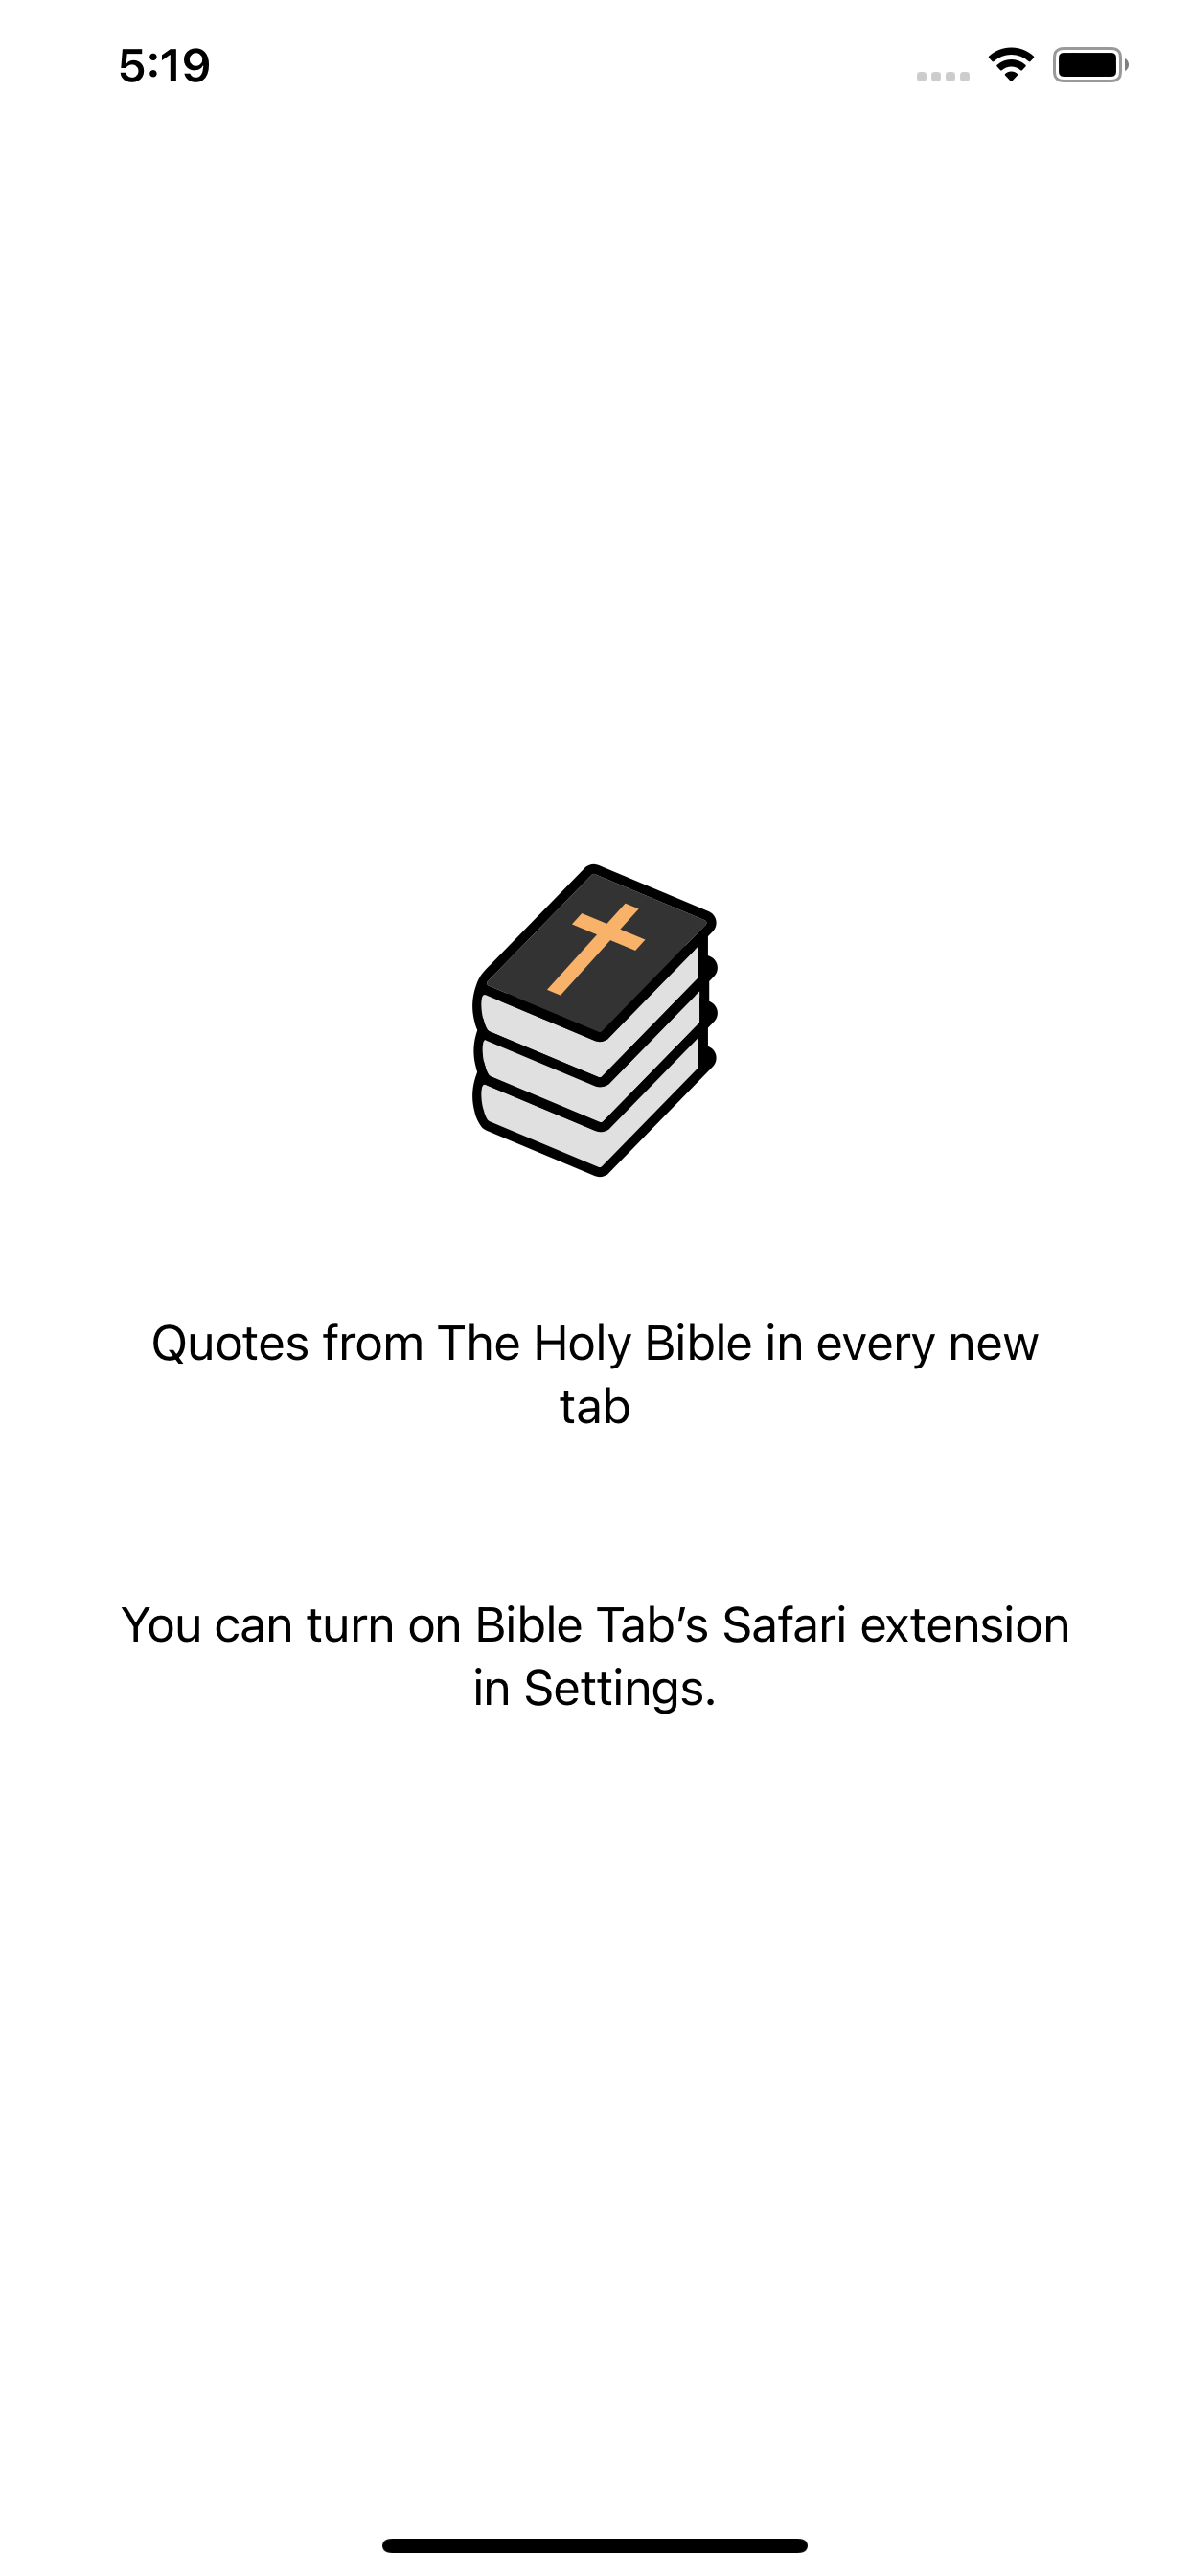 5:19
Quotes from The Holy Bible in every new
tab
You can turn on Bible Tab’s Safari extension
in Settings.